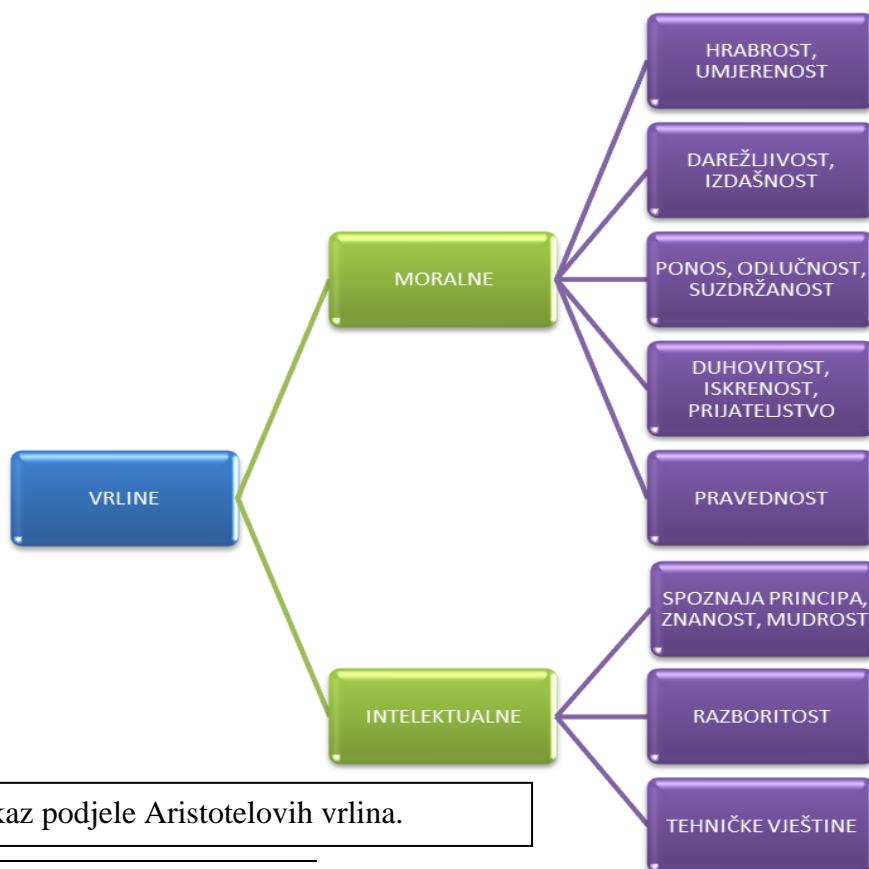 HRABROST,
UMJERENOST
DAREŽLJIVOST,
IZDAŠNOST
MORALNE
PONOS, ODLUČNOST,
SUZDRŽANOST
DUHOVITOST,
ISKRENOST,
PRIJATELJSTVO
VRLINE
PRAVEDNOST
SPOZNAJA PRINCIPA,
ZNANOST, MUDROST
INTELEKTUALNE
RAZBORITOST
TEHNIČKE VJEŠTINE
podjele Aristotelovih vrlina.